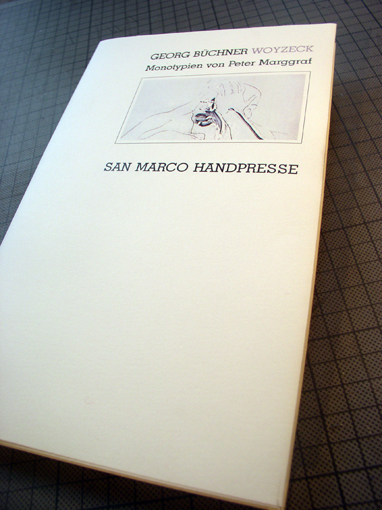 GEORG BÜCHNER WOYZECK
Monotypien von Peter Marggraf
SAN MARCO HANDPRESSE